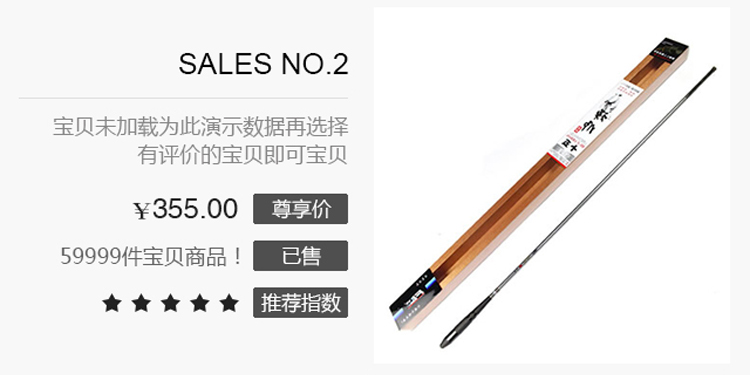 SALES NO.2
宝贝未加载为此演示数据再选择
有评价的宝贝即可宝贝
¥355.00 尊享价
59999件宝贝商品！ 已售
★★★★★ 推荐指数